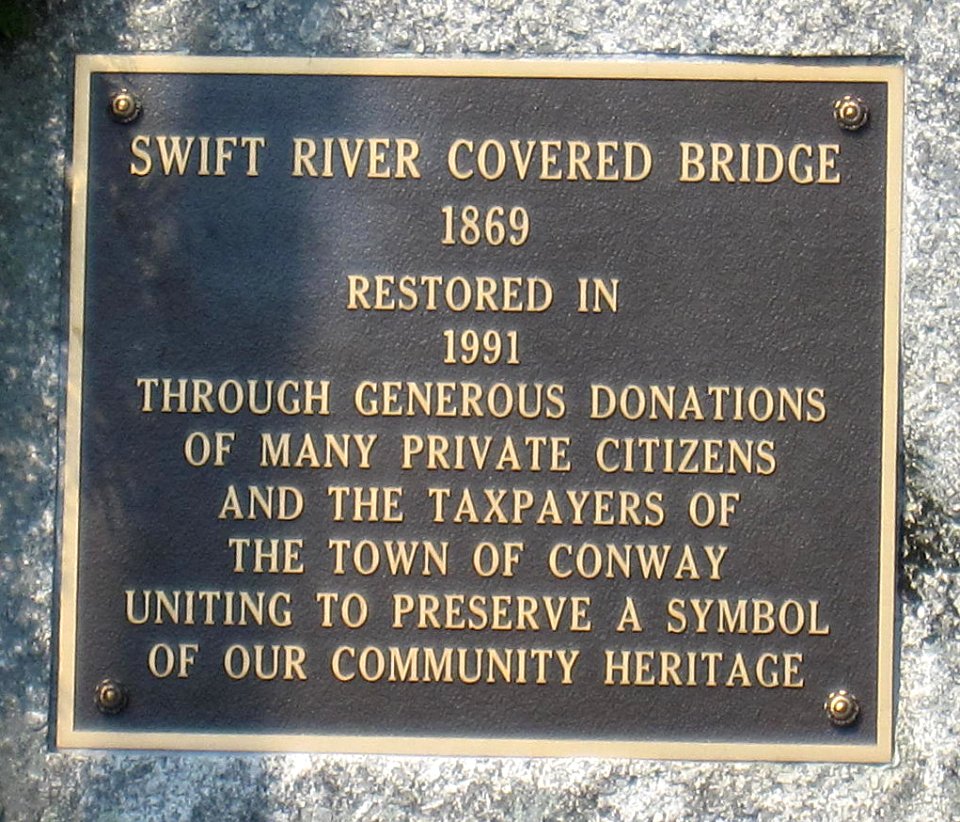 SWIFT RIVER COVERED BRIDGE
1869
RESTORED IN
1991
THROUGH GENEROUS DONATIONS
OF MANY PRIVATE CITIZENS
AND THE TAXPAYERS OF
THE TOWN OF CONWAY
UNITING TO PRESERVE A SYMBOL
OF OUR COMMUNITY HERITAGE